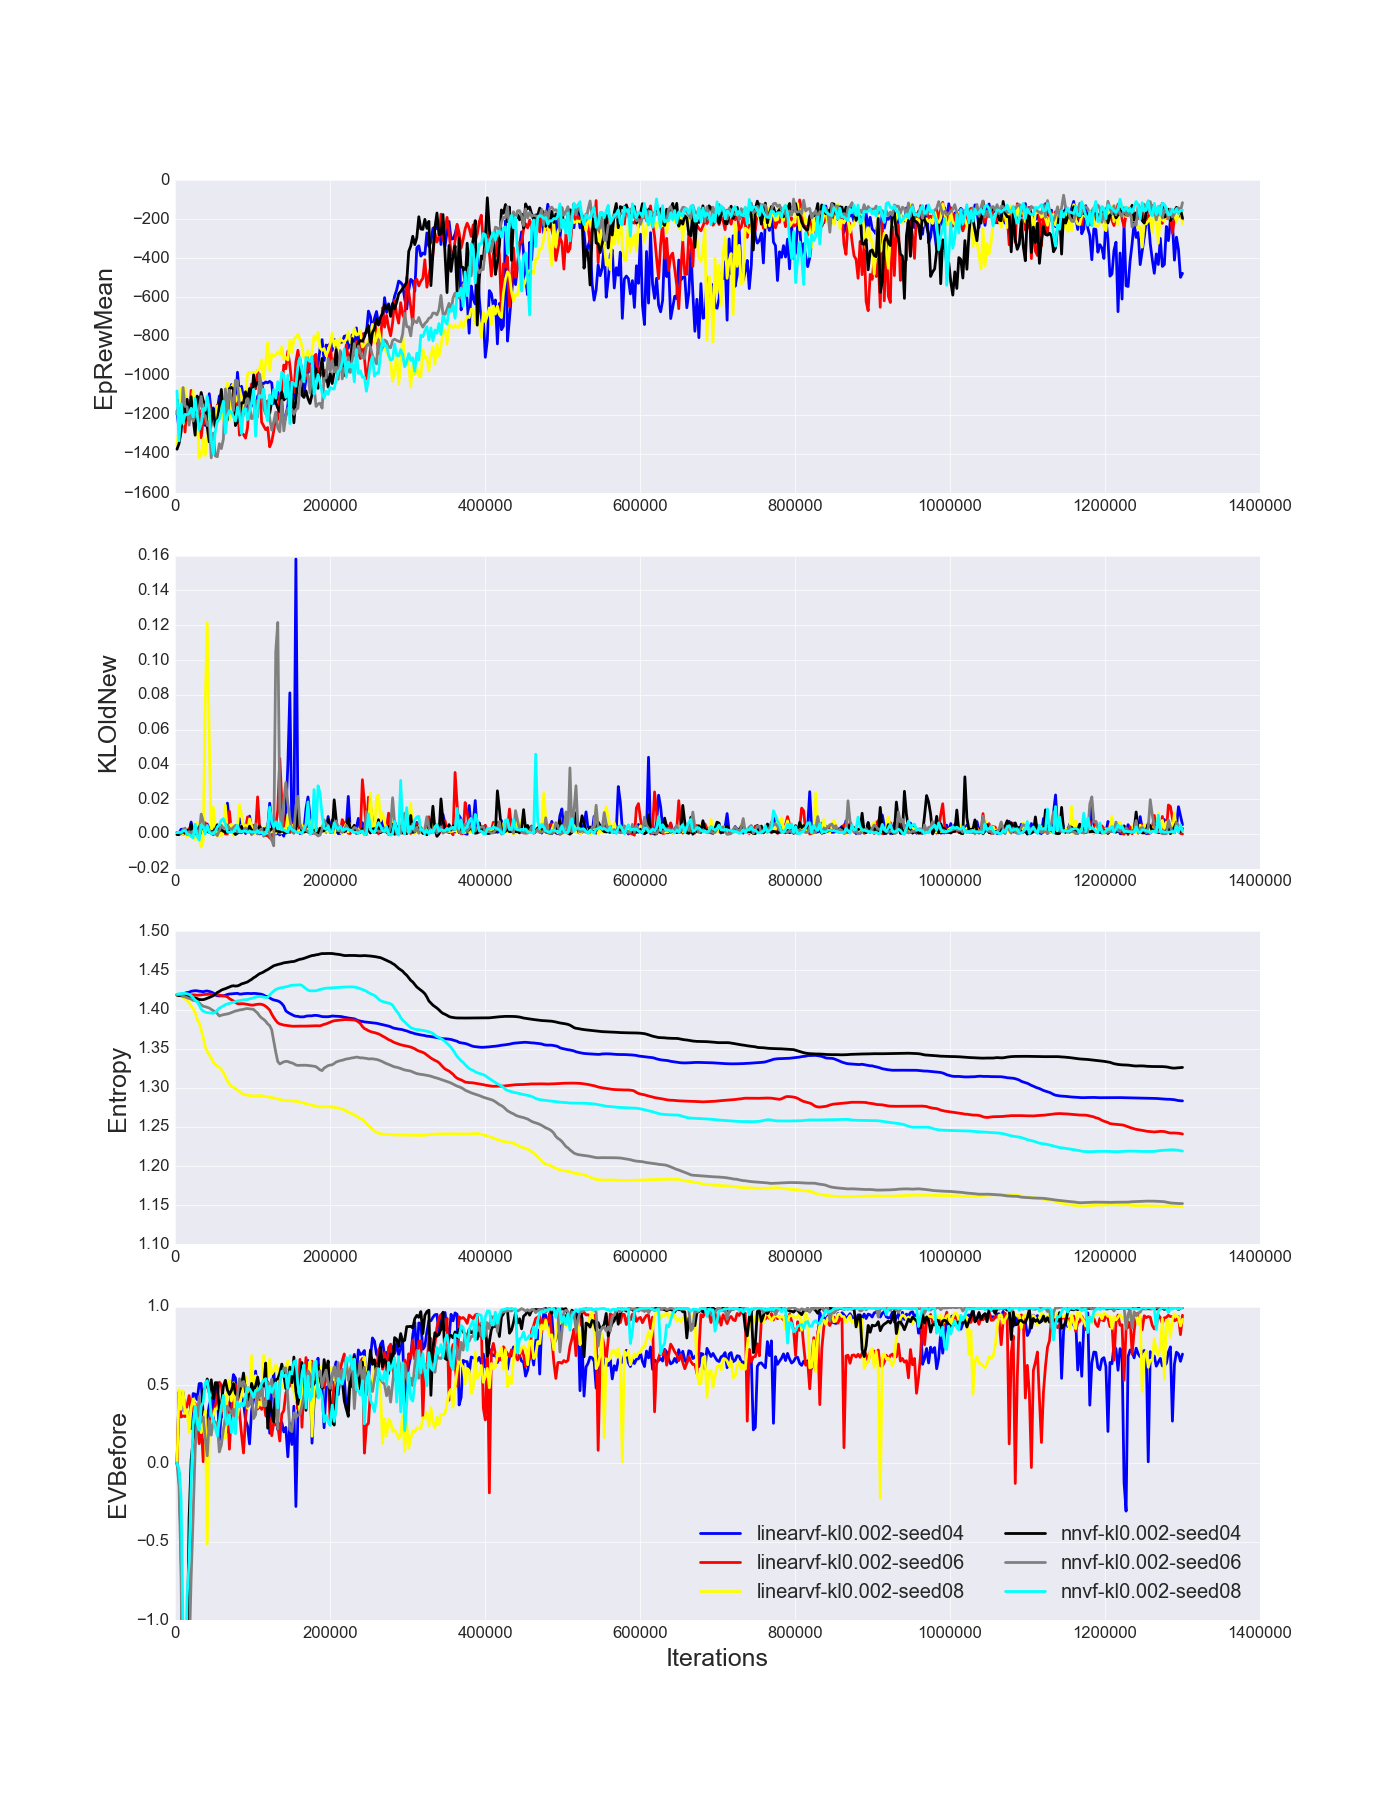 0
−200
−400
−600
−800
−1000
−1200
−1400
−1600
EpRewMean
0 200000 400000 600000 800000 1000000 1200000 1400000
0.16
0.14
0.12
0.10
0.08
0.06
0.04
0.02
0.00
−0.02
KLOldNew
0 200000 400000 600000 800000 1000000 1200000 1400000
1.50
1.45
1.40
1.35
1.30
1.25
1.20
1.15
1.10
Entropy
0 200000 400000 600000 800000 1000000 1200000 1400000
1.0
0.5
0.0
−0.5
−1.0
EVBefore
linearvf-kl0.002-seed04 nnvf-kl0.002-seed04
linearvf-kl0.002-seed06 nnvf-kl0.002-seed06
linearvf-kl0.002-seed08 nnvf-kl0.002-seed08
0 200000 400000 600000 800000 1000000 1200000 1400000
Iterations